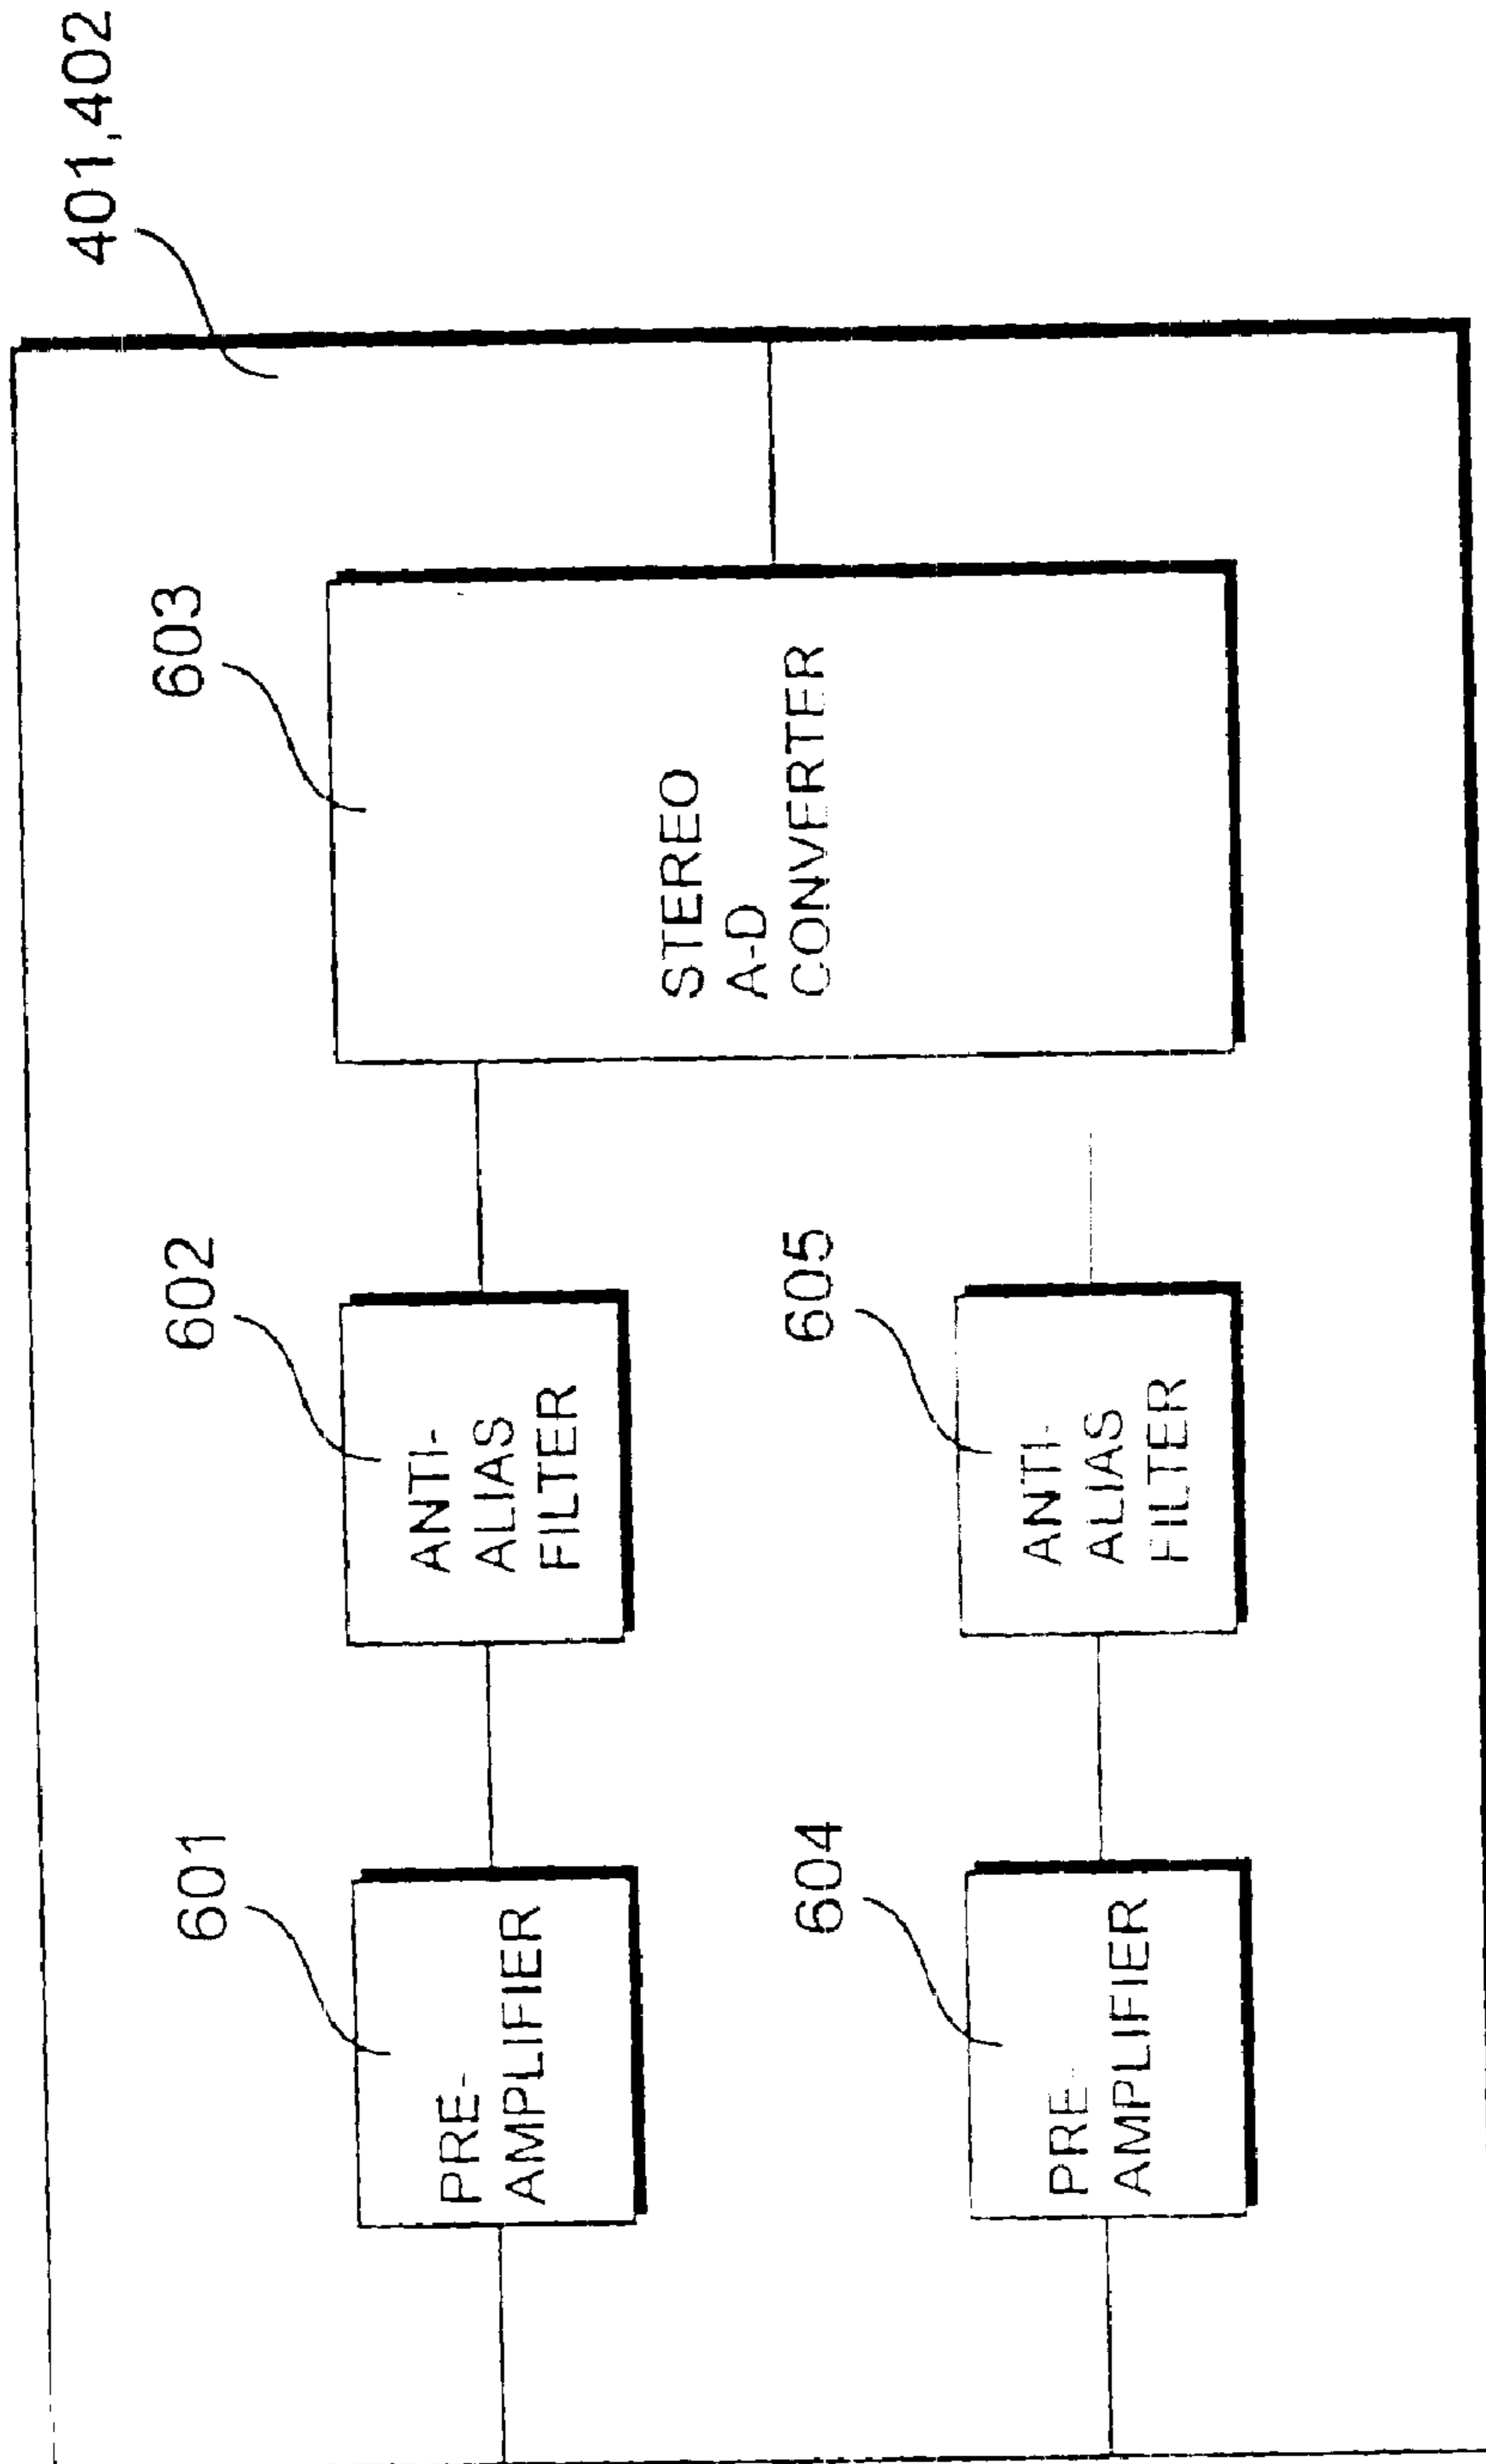 401,402
601
PRE-
AMPLIFIER
602
ANTI-
ALIAS
FILTER
603
STEREO
A-D
CONVERTER
604
PRE-
AMPLIFIER
605
ANTI-
ALIAS
FILTER